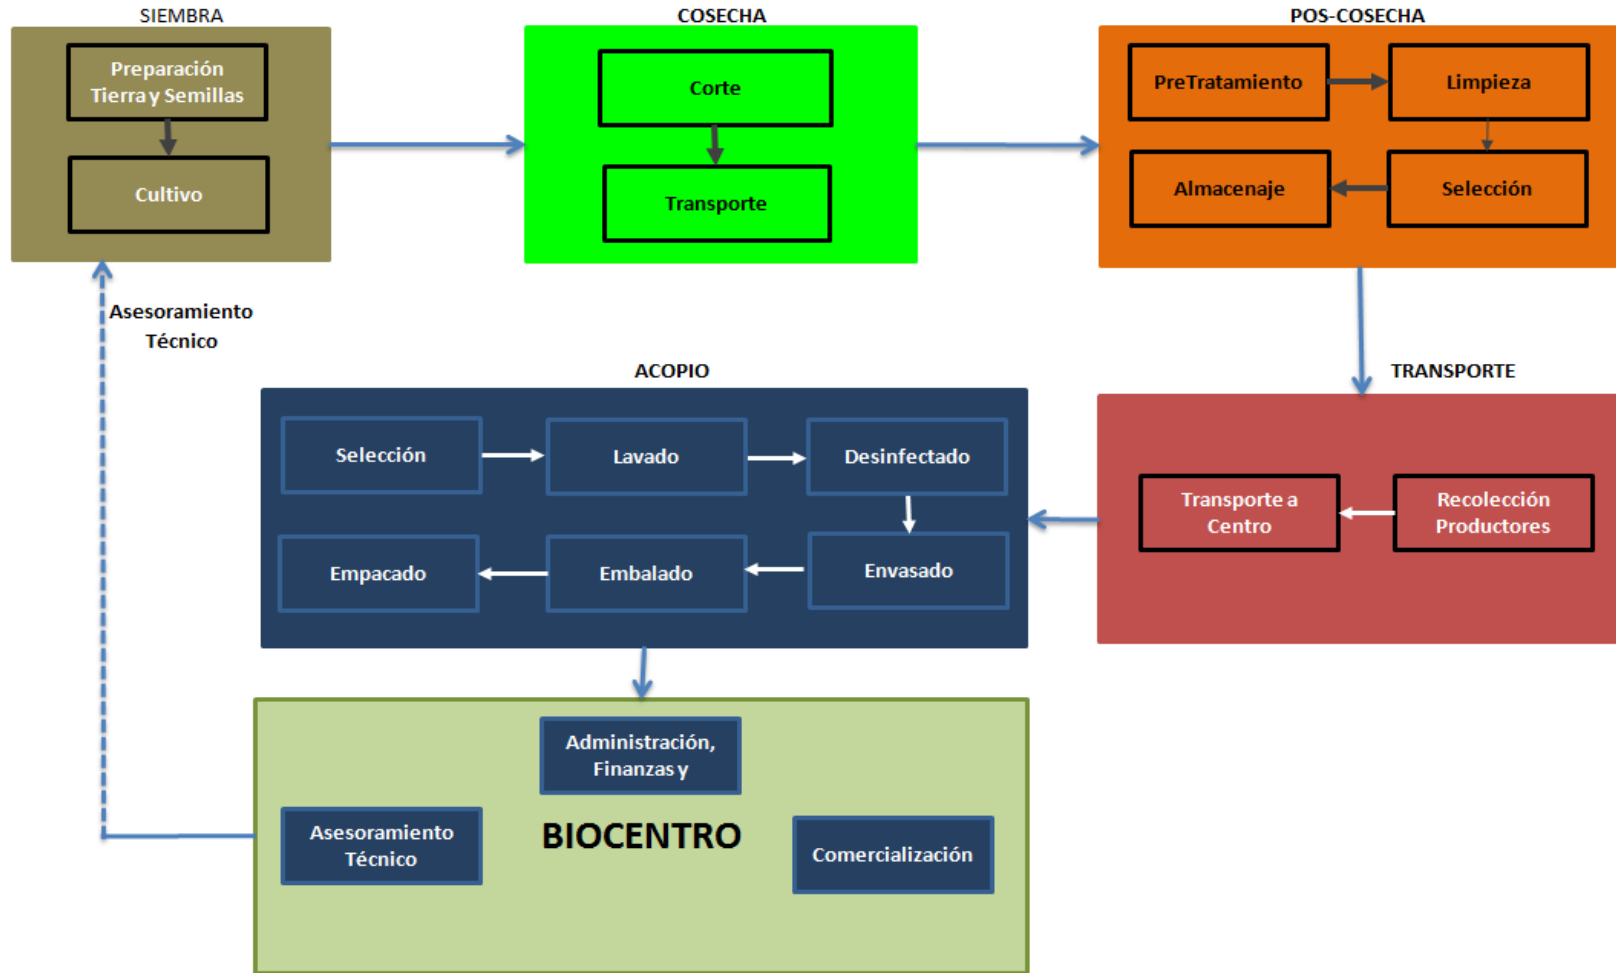 SIEMBRA
COSECHA
POS-COSECHA
Preparación
Tierra y Semillas
Cultivo
Corte
Transporte
PreTratamiento
Limpieza
Almacenaje
Selección
Asesoramiento
Técnico
ACOPIO
TRANSPORTE
Selección
Lavado
Desinfectado
Empacado
Embalado
Envasado
Transporte a
Centro
Recolección
Productores
Administración,
Finanzas y
Asesoramiento
Técnico
BIOCENTRO
Comercialización